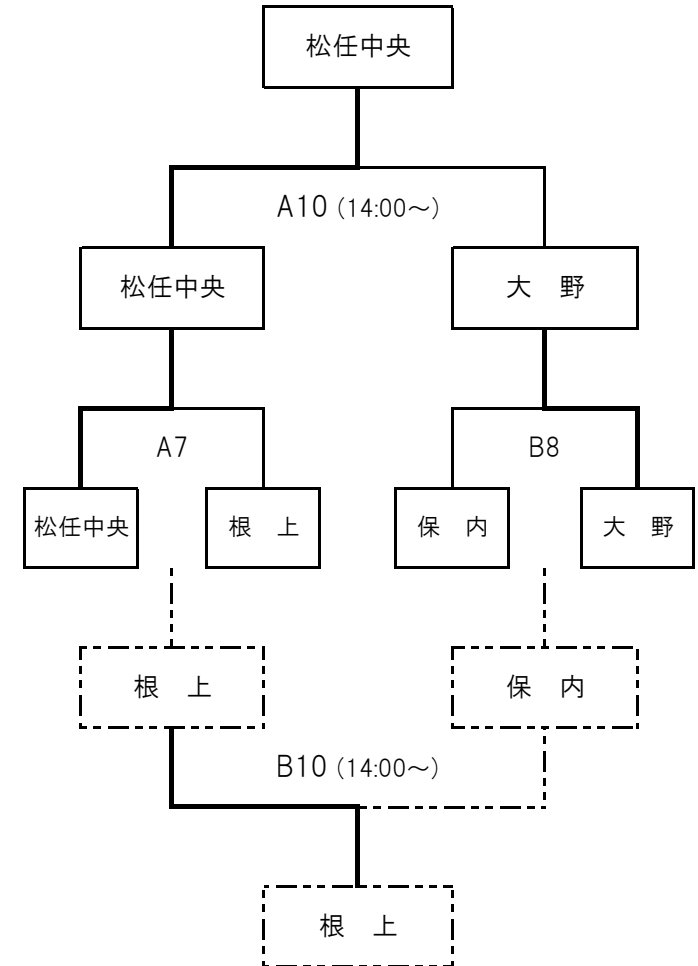 松任中央
A10 (14:00～)
松任中央
大　野
A7
B8
松任中央
根　上
保　内
大　野
根　上
保　内
B10 (14:00～)
根　上